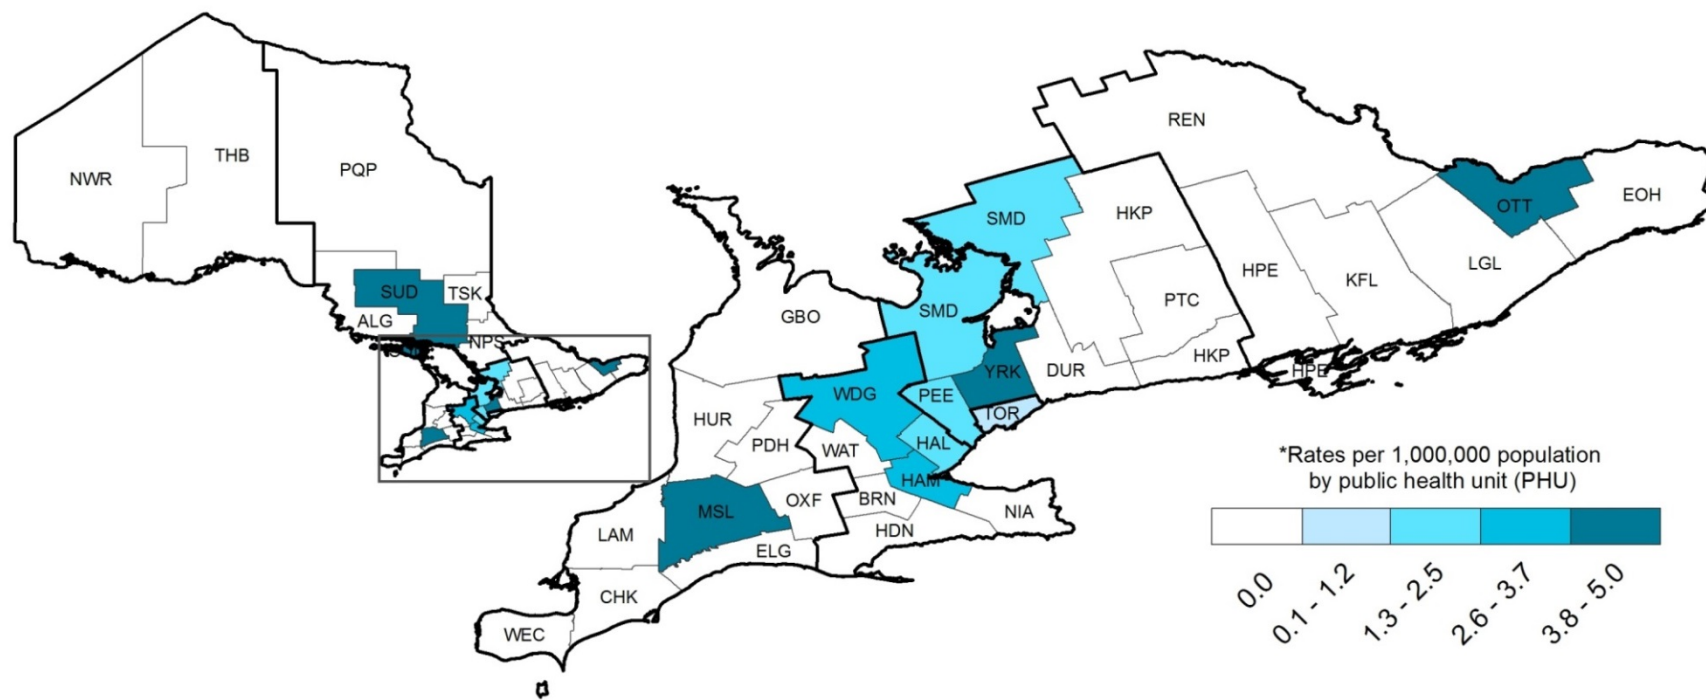 REN
THB
NWR
PQP
SMD
HKP
OTT
EOH
SUD
TSK
ALG
NPS
GBO
SMD
HPE
KFL
LGL
PTC
HKP
HPE
YRK
DUR
WDG
PEE
TOR
HUR
PDH
WAT
HAL
HAM
MSL
OXF
BRN
NIA
LAM
ELG
HDN
CHK
WEC
*Rates per 1,000,000 population
by public health unit (PHU)
0.0
0.1 - 1.2
1.3 - 2.5
2.6 - 3.7
3.8 - 5.0